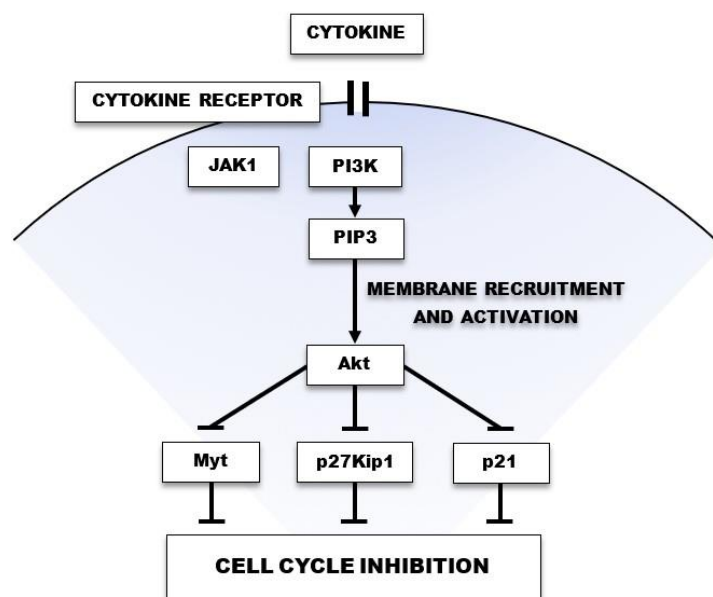 CYTOKINE
CYTOKINE RECEPTOR
JAK1
PI3K
PIP3
MEMBRANE RECRUITMENT
AND ACTIVATION
Akt
Myt
p27Kip1
p21
CELL CYCLE INHIBITION